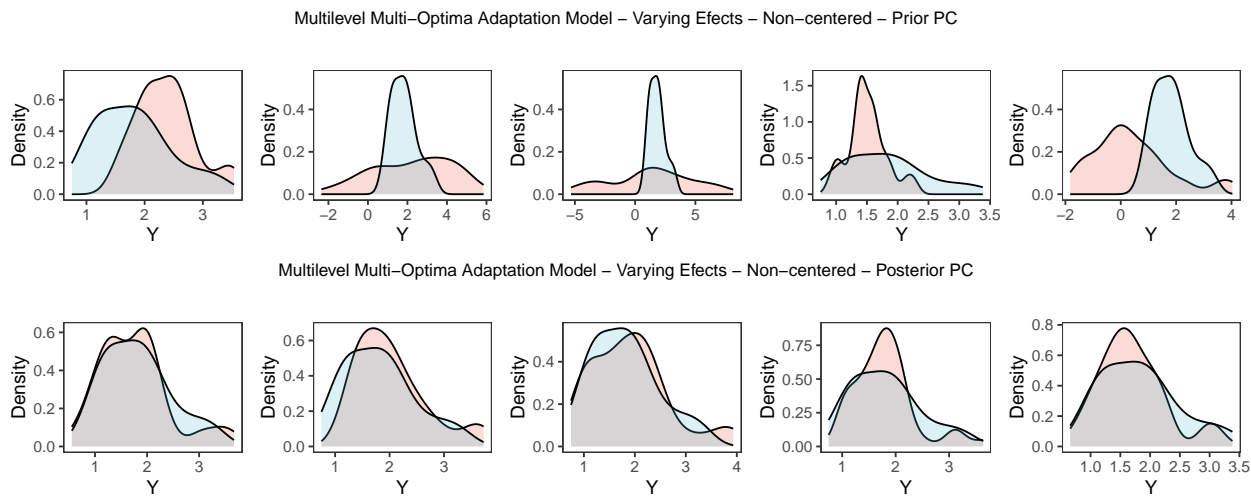 Multilevel Multi−Optima Adaptation Model − Varying Efects − Non−centered − Prior PC
Density
0.6
0.4
0.2
0.0
1 2 3
Y
Density
0.4
0.2
0.0
−2 0 2 4 6
Y
Density
0.4
0.2
0.0
−5 0 5
Y
Density
1.5
1.0
0.5
0.0
1.0 1.5 2.0 2.5 3.0 3.5
Y
Density
0.4
0.2
0.0
−2 0 2 4
Y
Multilevel Multi−Optima Adaptation Model − Varying Efects − Non−centered − Posterior PC
Density
0.6
0.4
0.2
0.0
1 2 3
Y
Density
0.6
0.4
0.2
0.0
1 2 3
Y
Density
0.4
0.2
0.0
1 2 3 4
Y
Density
0.75
0.50
0.25
0.00
1 2 3
Y
Density
0.8
0.6
0.4
0.2
0.0
1.0 1.5 2.0 2.5 3.0 3.5
Y